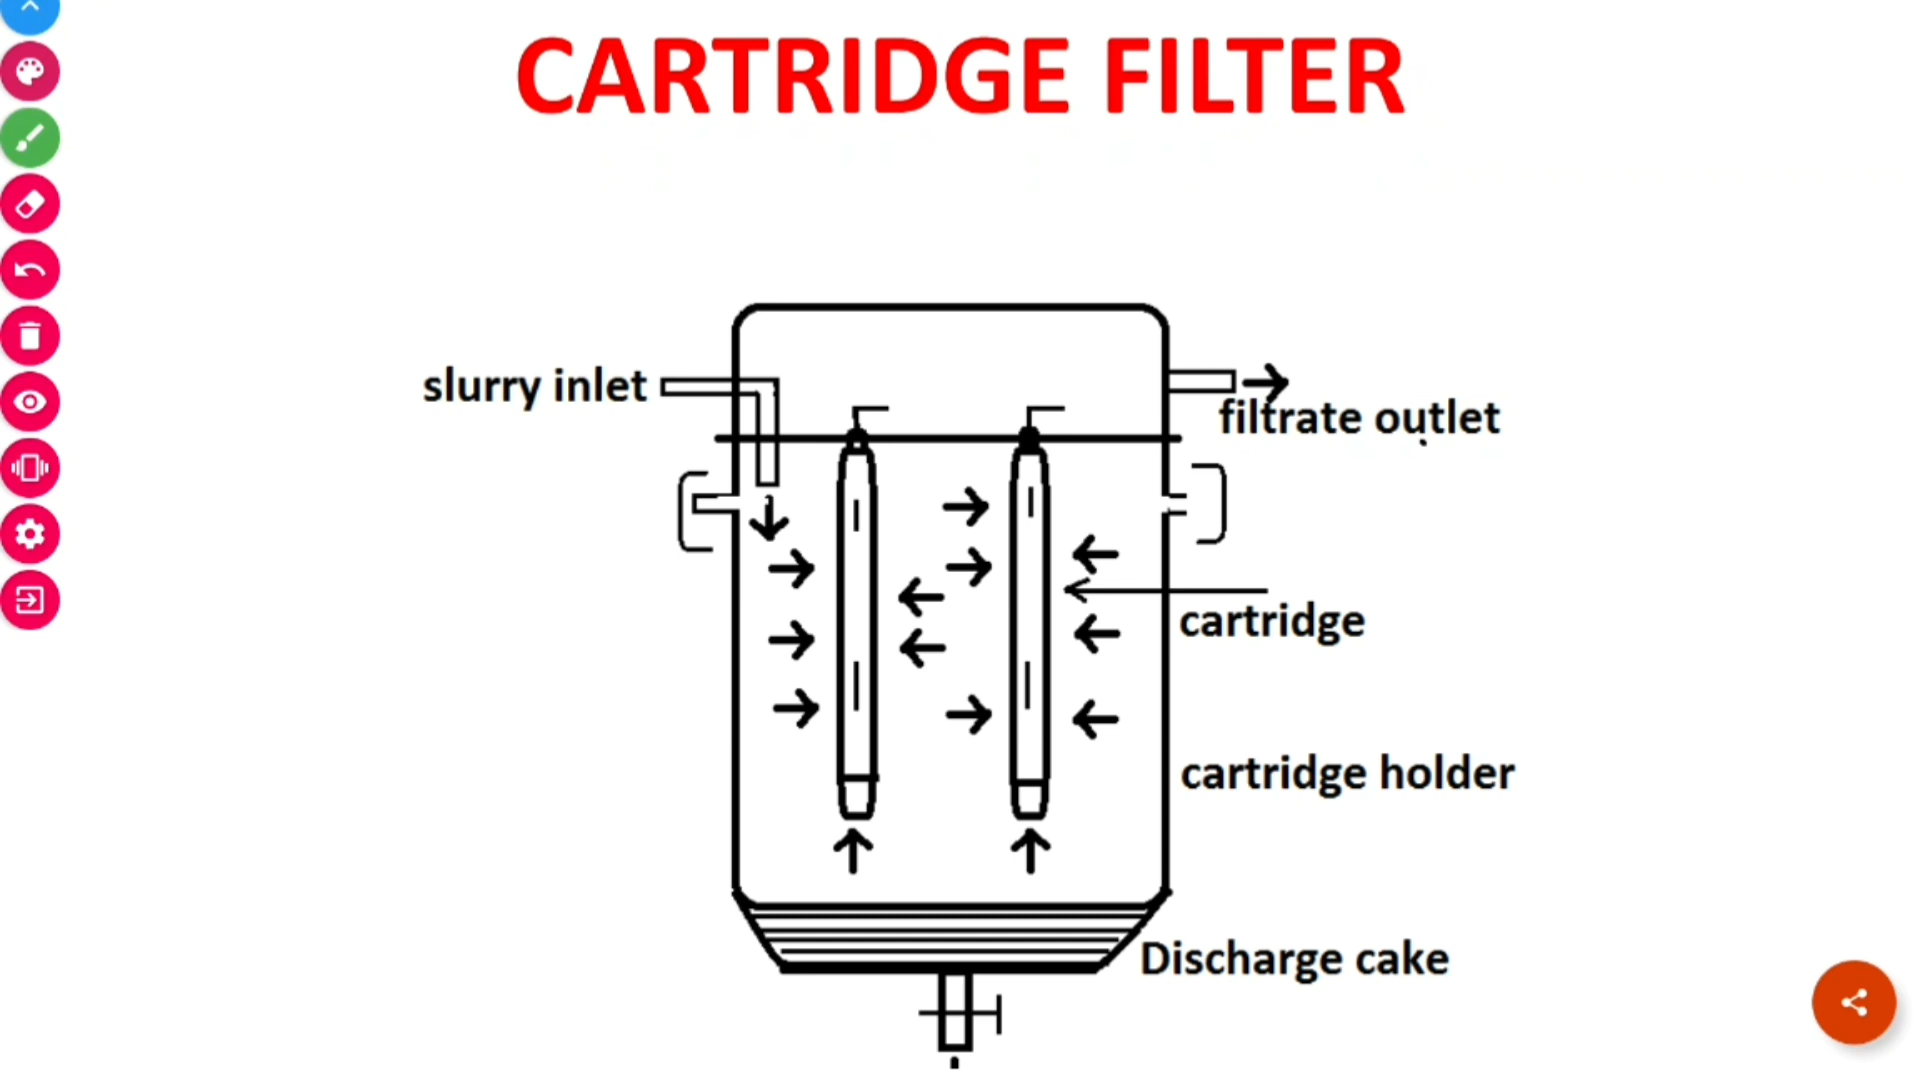 CARTRIDGE FILTER
slurry inlet
filtrate outlet
cartridge
cartridge holder
Discharge cake